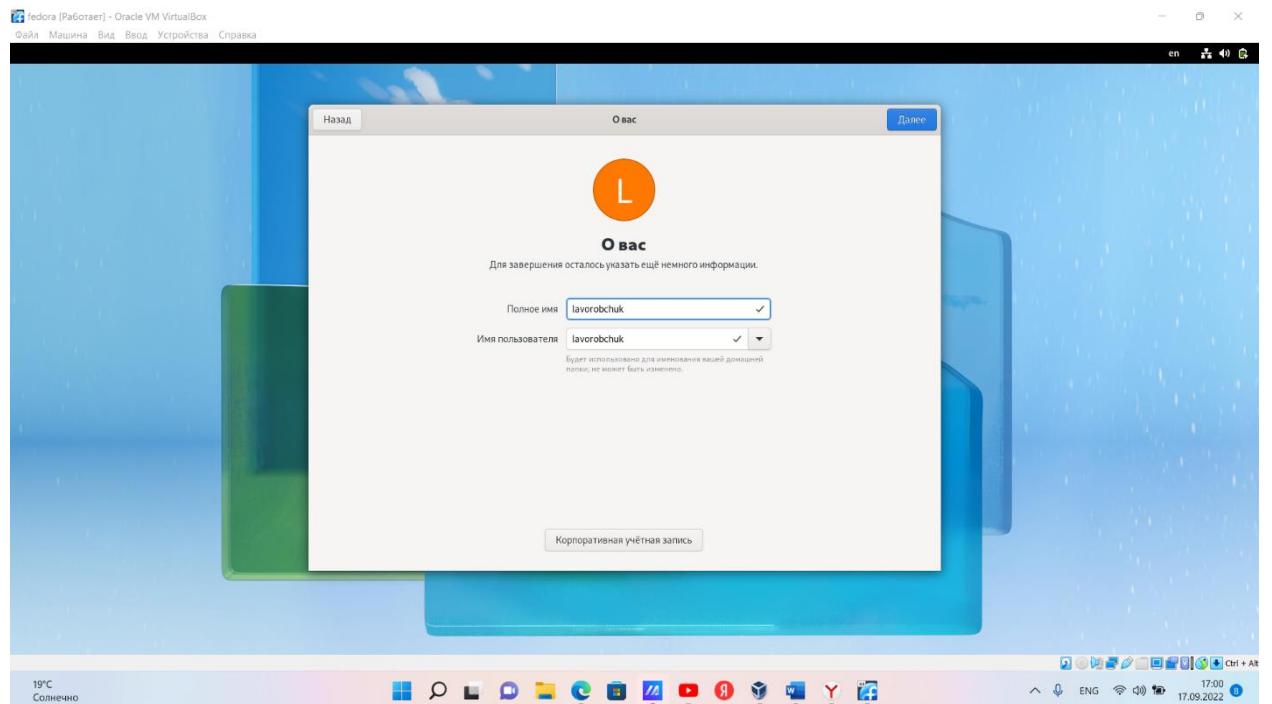 fedora [Работает] - Oracle VM VirtualBox
Файл Машина Вид Ввод Устройства Справка
en
Назад О вас Далее
L
О вас
Для завершения осталось указать ещё немного информации.
Полное имя lavorobchuk
Имя пользователя lavorobchuk
Будет использовано для именования вашей домашней
папки; не может быть изменено.
Корпоративная учётная запись
Ctrl + Alt
19°C
Солнечно
ENG
17:00
17.09.2022
8